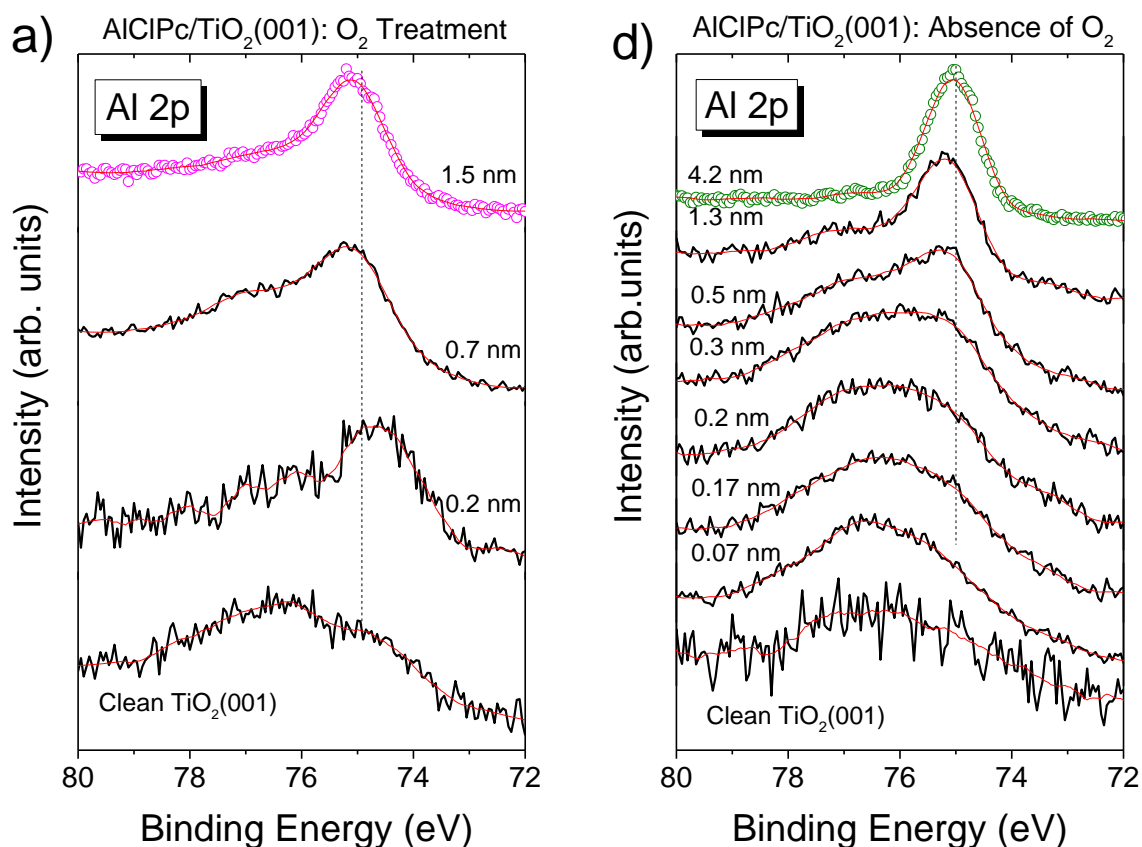 a)
AlClPc/TiO₂(001): O₂ Treatment
Al 2p
1.5 nm
0.7 nm
0.2 nm
Clean TiO₂(001)
Intensity (arb. units)
80 78 76 74 72
Binding Energy (eV)
d)
AlClPc/TiO₂(001): Absence of O₂
Al 2p
4.2 nm
1.3 nm
0.5 nm
0.3 nm
0.2 nm
0.17 nm
0.07 nm
Clean TiO₂(001)
Intensity (arb.units)
80 78 76 74 72
Binding Energy (eV)